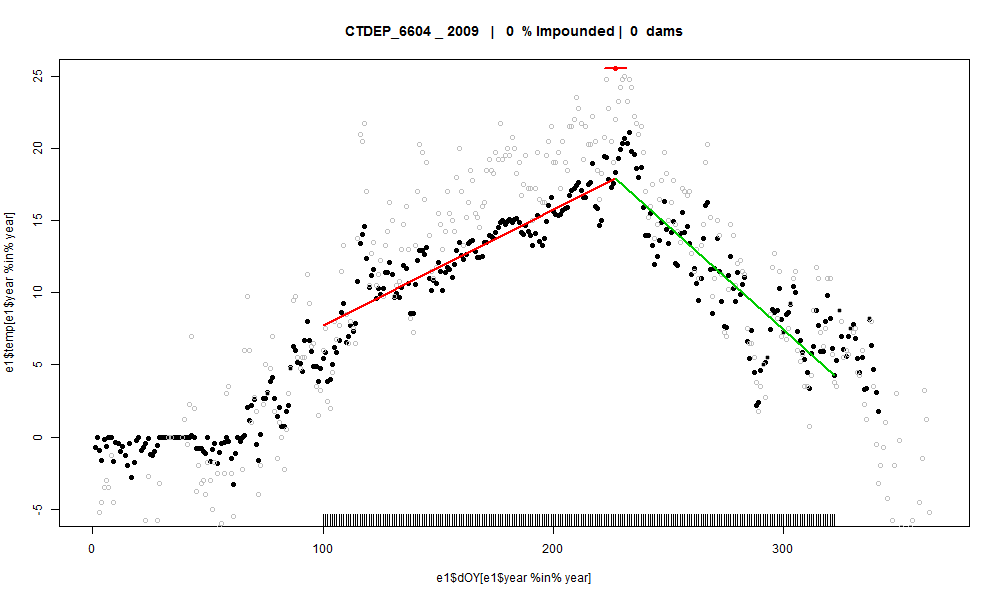 CTDEP_6604 _ 2009 | 0 % Impounded | 0 dams
25
20
15
10
5
0
-5
e1$temp[e1$year %in% year]
0 100 200 300
e1$dOY[e1$year %in% year]